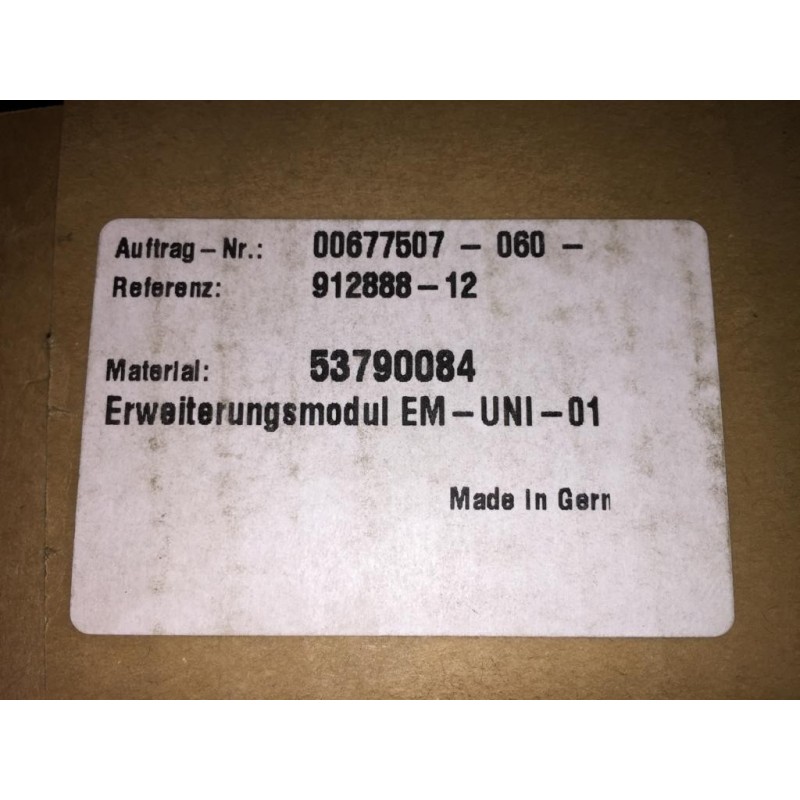 Auftrag-Nr.: 00677507 - 060 -
Referenz: 912888-12
Material: 53790084
Erweiterungsmodul EM-UNI-01
Made in Gern